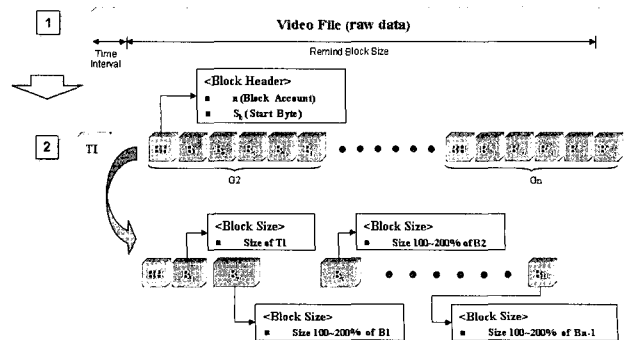 1
Video File (raw data)
Time
Interval
Remind Block Size
<Block Header>
n (Block Account)
(Start Byte)
2
TI
G2
Gn
<Block Size>
Size of T1
<Block Size>
Size 100~200% of B2
<Block Size>
Size 100~200% of B1
<Block Size>
Size 100~200% of Bn-1